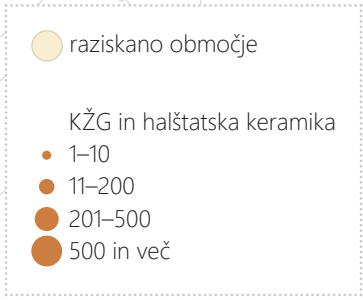 raziskano območje
KŽG in halštatska keramika
1–10
11–200
201–500
500 in več